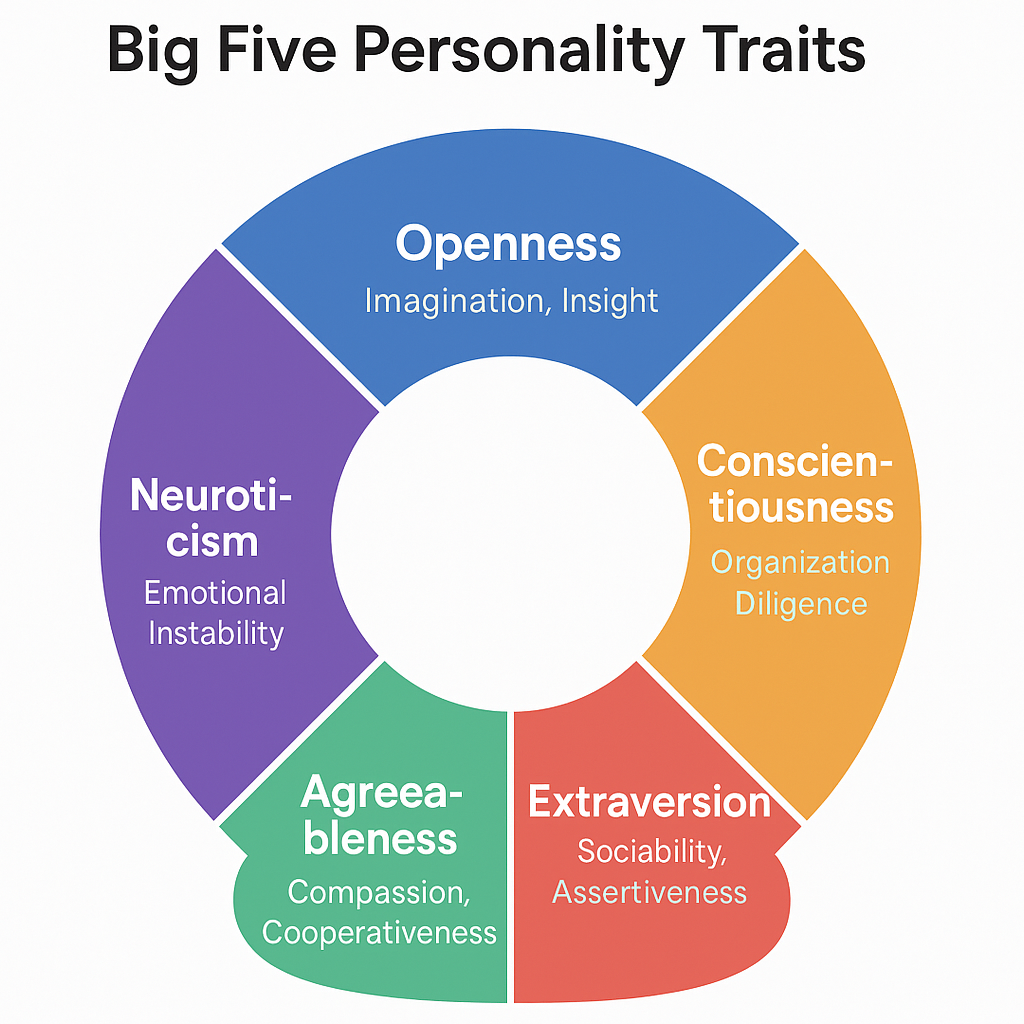 Big Five Personality Traits
Openness
Imagination, Insight
Conscien-
tiousness
Organization
Diligence
Extraversion
Sociability,
Assertiveness
Agreea-
bleness
Compassion,
Cooperativeness
Neuroti-
cism
Emotional
Instability